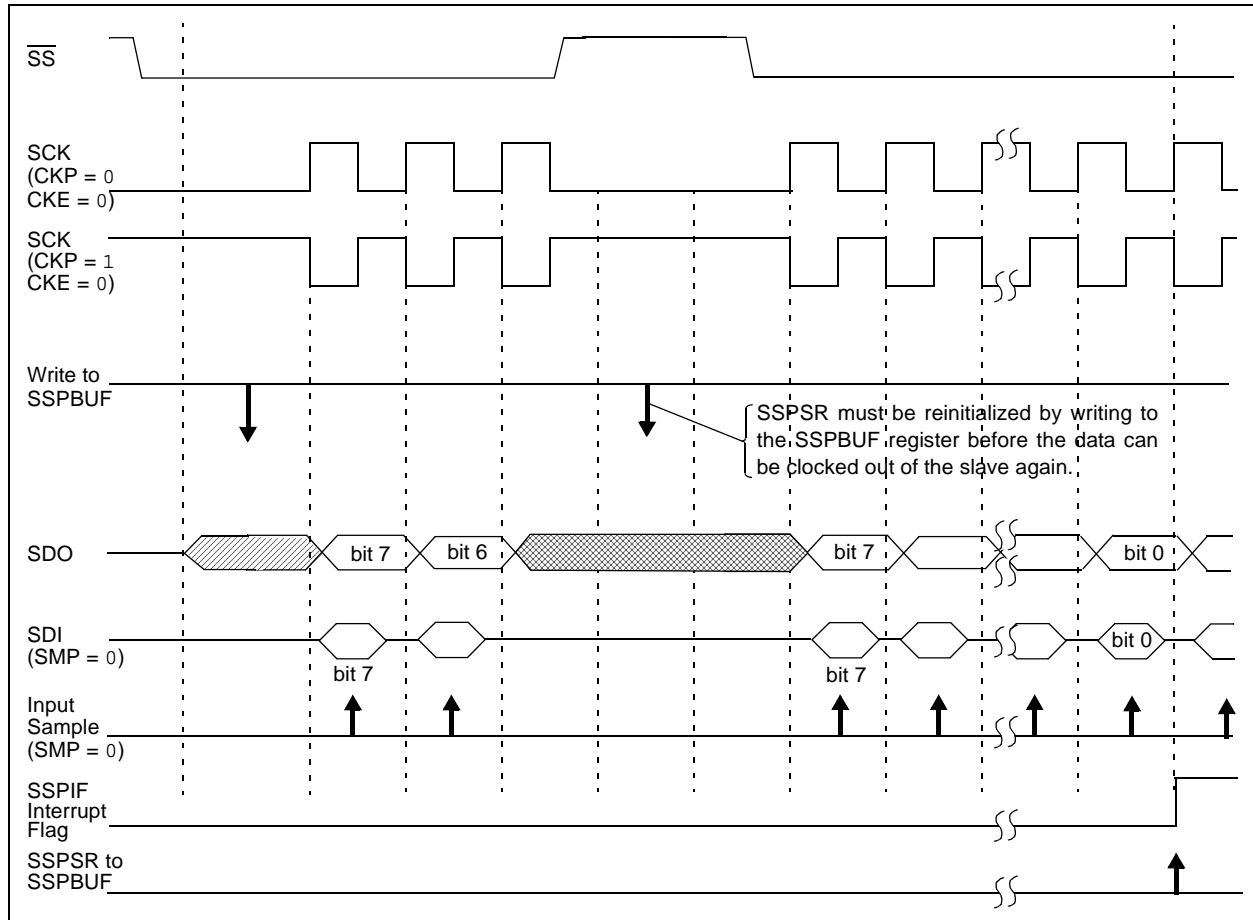 SS
SCK
(CKP = 0
CKE = 0)
SCK
(CKP = 1
CKE = 0)
Write to
SSPBUF
SSPSR must be reinitialized by writing to
the SSPBUF register before the data can
be clocked out of the slave again.
SDO
bit 7
bit 6
bit 7
bit 0
SDI
(SMP = 0)
bit 7
bit 7
bit 0
Input
Sample
(SMP = 0)
SSPIF
Interrupt
Flag
SSPSR to
SSPBUF